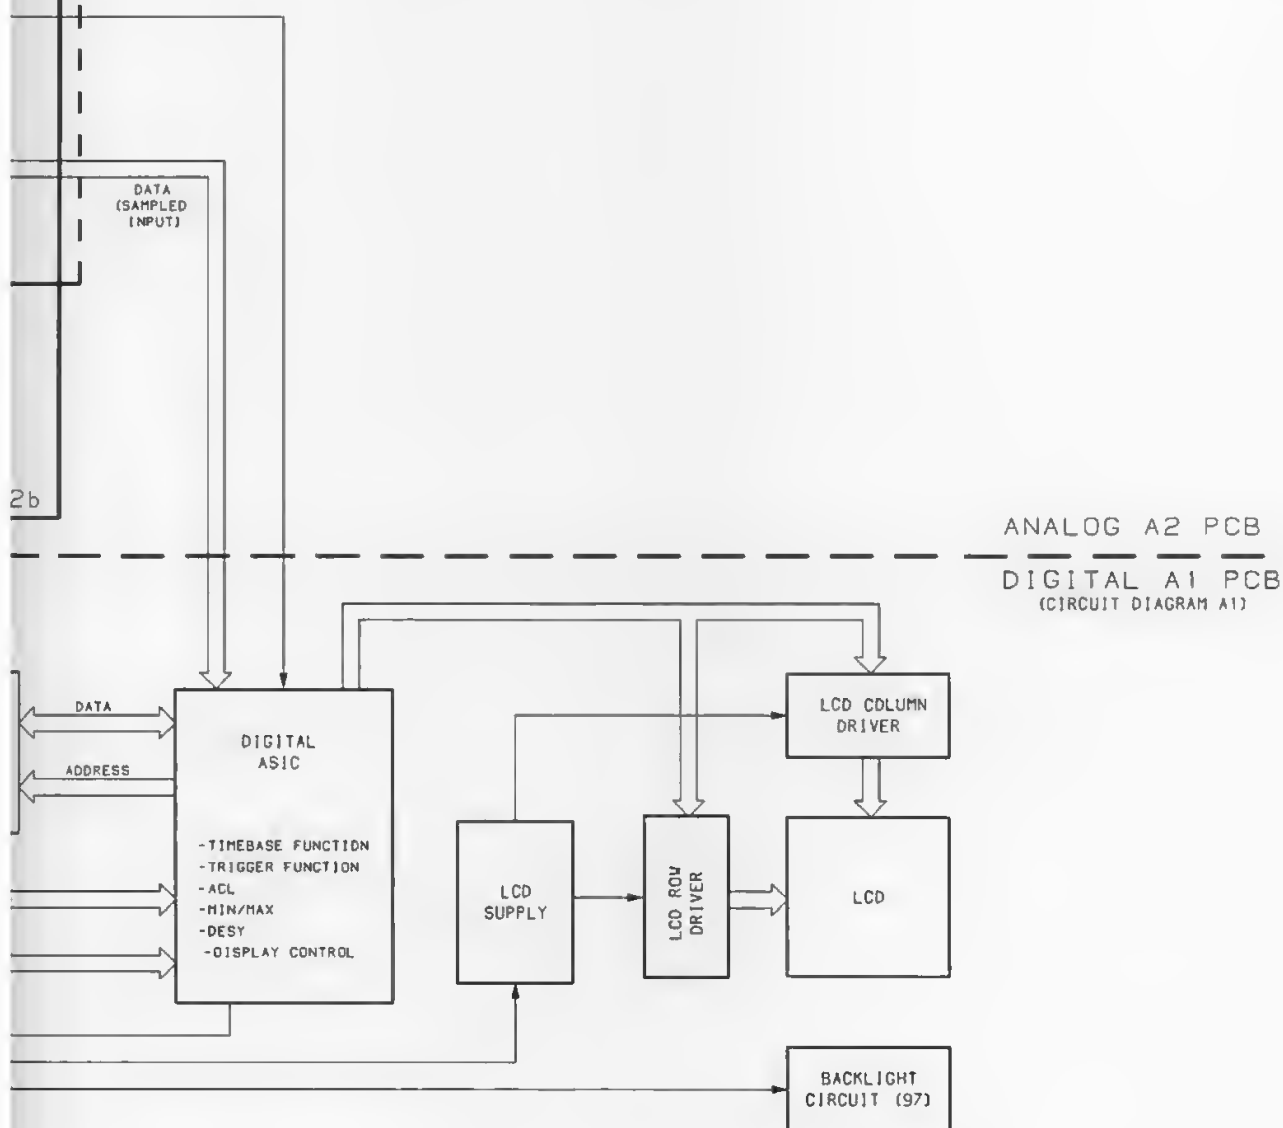 DATA
(SAMPLED
INPUT)
2b
ANALOG A2 PCB
DIGITAL A1 PCB
(CIRCUIT DIAGRAM A1)
DATA
ADDRESS
DIGITAL
ASIC
-TIMEBASE FUNCTION
-TRIGGER FUNCTION
-ACL
-MIN/MAX
-DESY
-DISPLAY CONTROL
LCD
SUPPLY
LCD ROW
DRIVER
LCD COLUMN
DRIVER
LCD
BACKLIGHT
CIRCUIT (97)